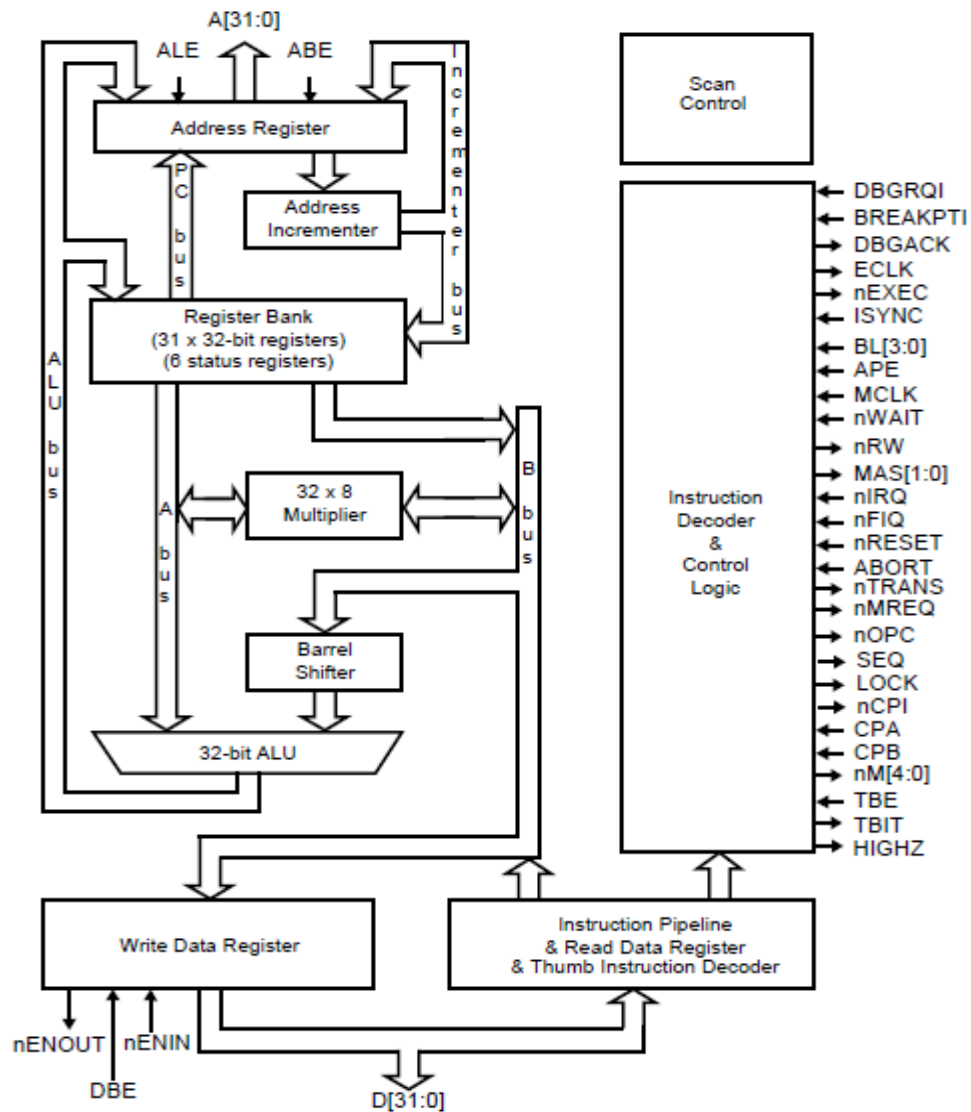 A[31:0]
ALE
ABE
Incrementer bus
Scan
Control
Address Register
PC bus
Address
Incrementer
Register Bank
(31 x 32-bit registers)
(6 status registers)
ALU bus
A bus
B bus
32 x 8
Multiplier
Barrel
Shifter
32-bit ALU
Instruction
Decoder
&
Control
Logic
DBGRQI
BREAKPTI
DBGACK
ECLK
nEXEC
ISYNC
BL[3:0]
APE
MCLK
nWAIT
nRW
MAS[1:0]
nIRQ
nFIQ
nRESET
ABORT
nTRANS
nMREQ
nOPC
SEQ
LOCK
nCPI
CPA
CPB
nM[4:0]
TBE
TBIT
HIGHZ
Write Data Register
Instruction Pipeline
& Read Data Register
& Thumb Instruction Decoder
nENOUT
nENIN
DBE
D[31:0]